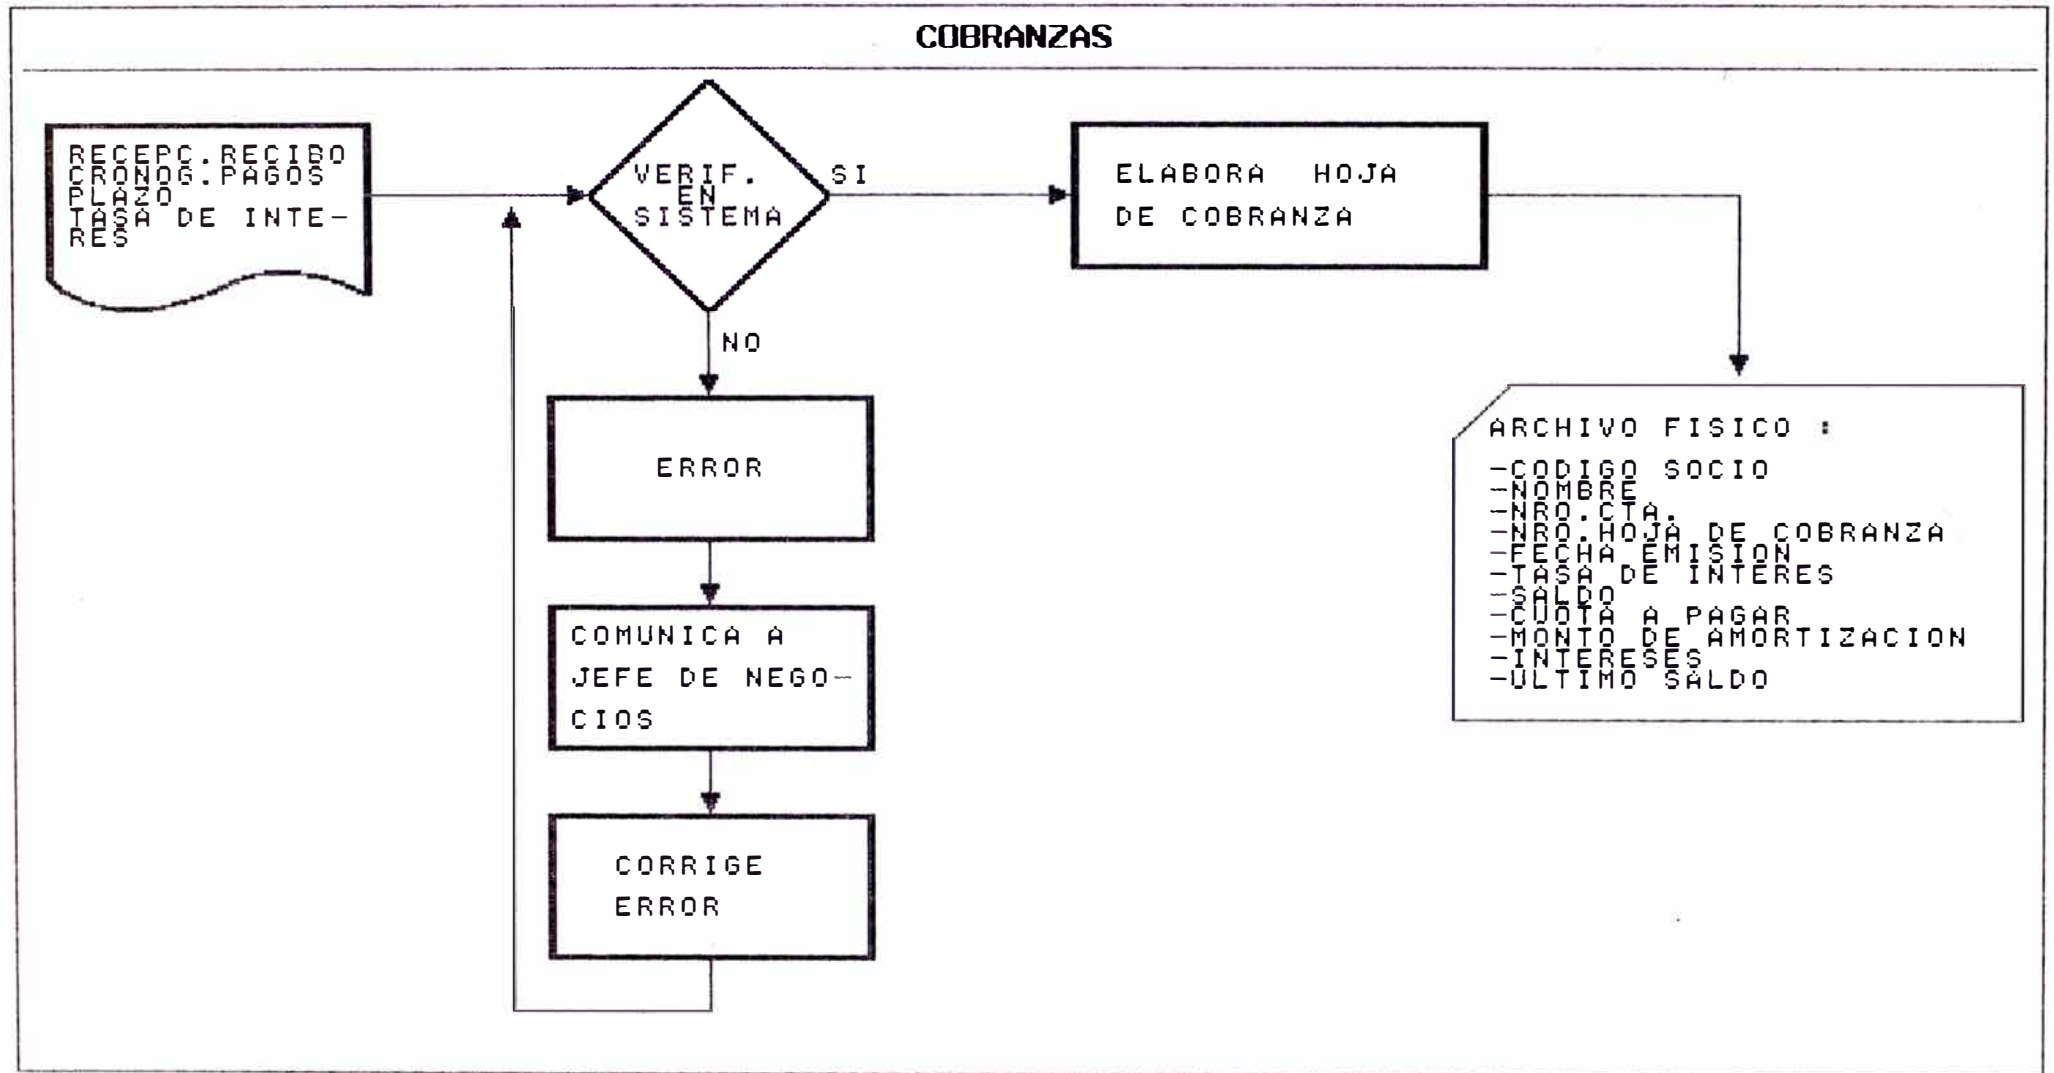 COBRANZAS
RECEPC.RECIBO
CRONOG.PAGOS
PLAZO
TASA DE INTE-
RES
VERIF.
EN
SISTEMA
SI
ELABORA HOJA
DE COBRANZA
NO
ERROR
COMUNICA A
JEFE DE NEGO-
CIOS
CORRIGE
ERROR
ARCHIVO FISICO :
-CODIGO SOCIO
-NOMBRE
-NRO.CTA.
-NRO.HOJA DE COBRANZA
-FECHA EMISION
-TASA DE INTERES
-SALDO
-CUOTA A PAGAR
-MONTO DE AMORTIZACION
-INTERESES
-ULTIMO SALDO